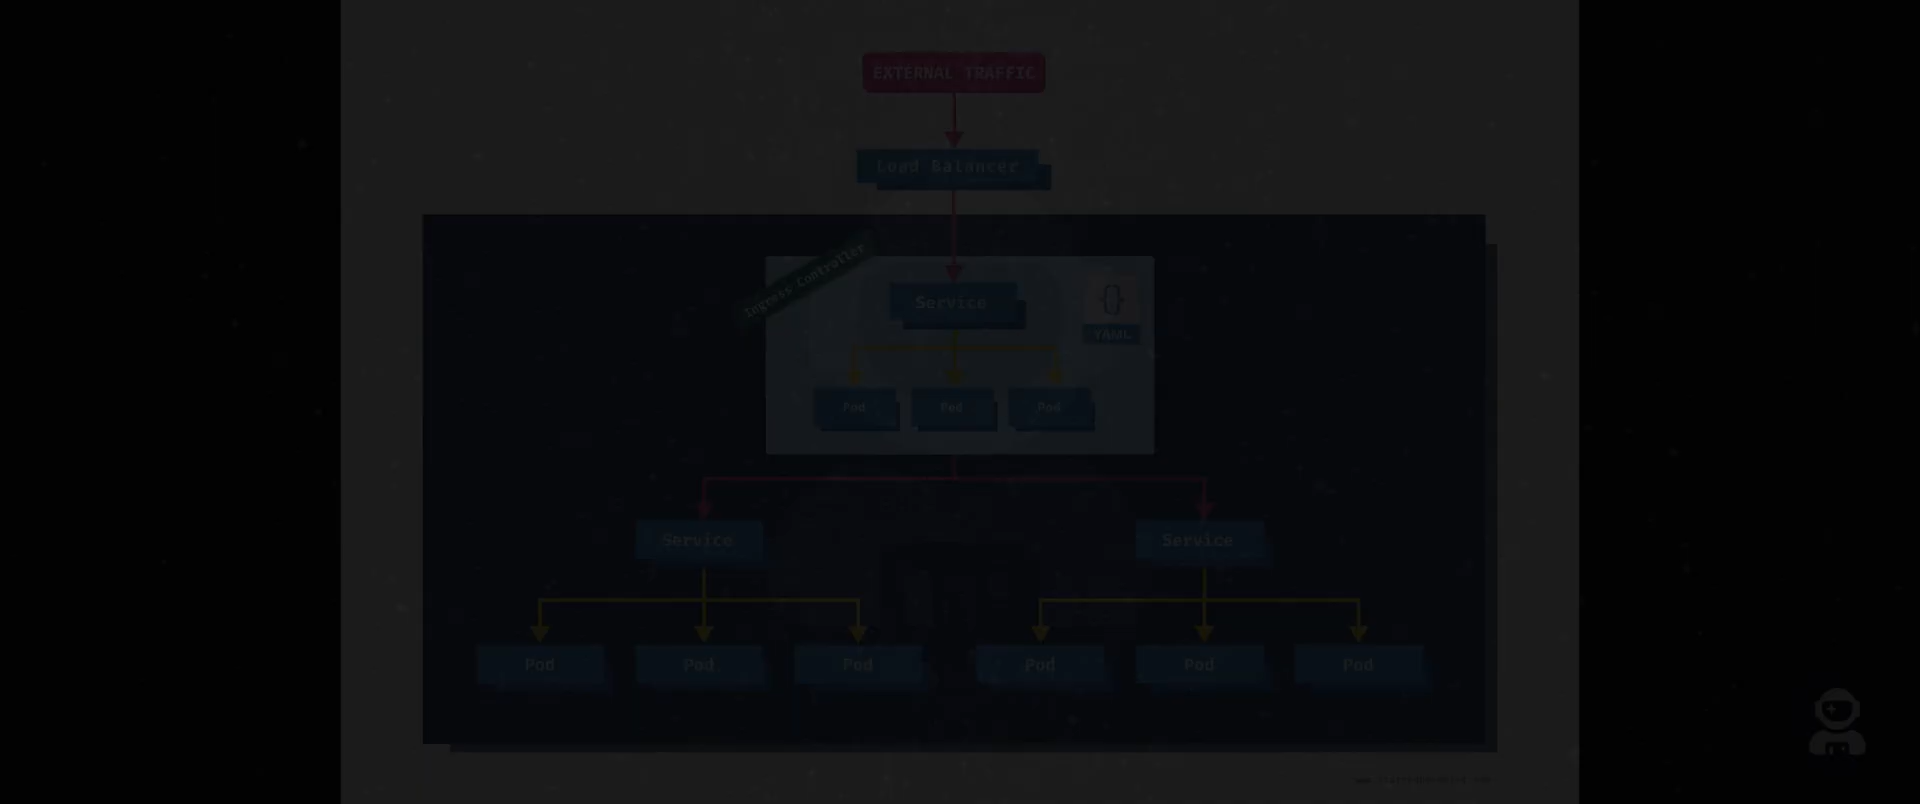 EXTERNAL TRAFFIC
Load Balancer
Ingress Controller
Service
{}
YAML
Pod Pod Pod
Service Service
Pod Pod Pod Pod Pod Pod